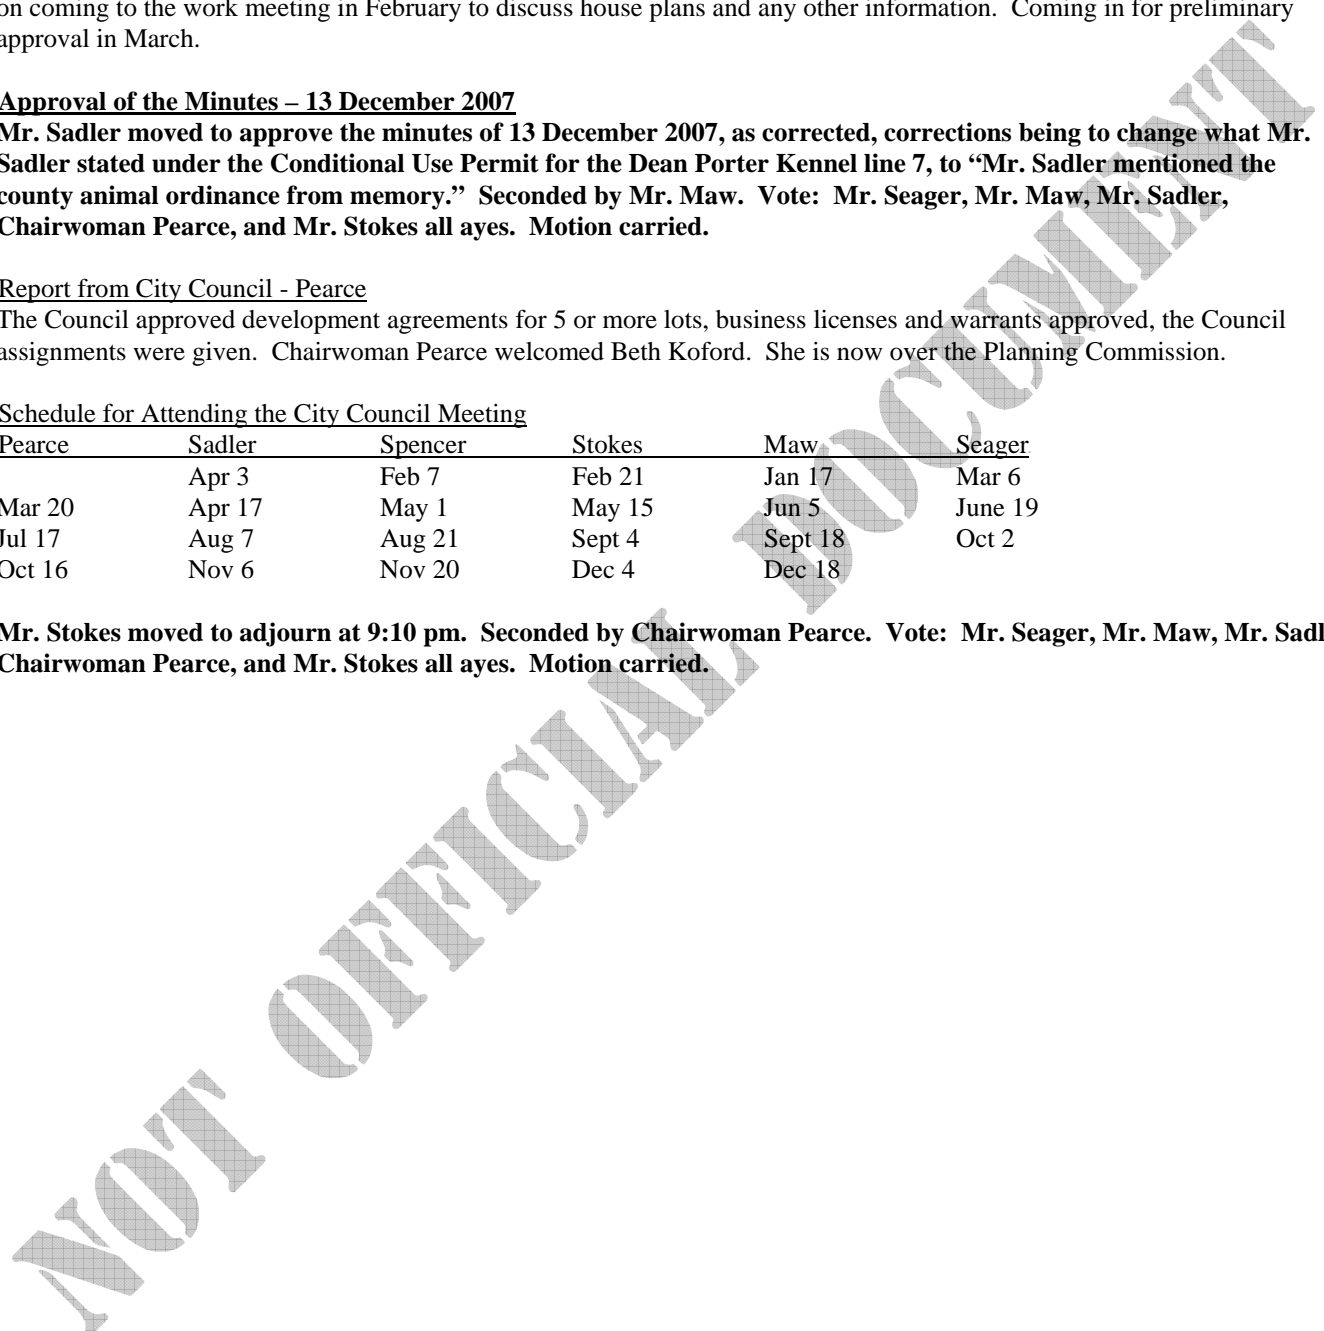 on coming to the work meeting in February to discuss house plans and any other information.  Coming in for preliminary
approval in March.
Approval of the Minutes – 13 December 2007
Mr. Sadler moved to approve the minutes of 13 December 2007, as corrected, corrections being to change what Mr.
Sadler stated under the Conditional Use Permit for the Dean Porter Kennel line 7, to “Mr. Sadler mentioned the
county animal ordinance from memory.”  Seconded by Mr. Maw.  Vote:  Mr. Seager, Mr. Maw, Mr. Sadler,
Chairwoman Pearce, and Mr. Stokes all ayes.  Motion carried.
Report from City Council - Pearce
The Council approved development agreements for 5 or more lots, business licenses and warrants approved, the Council
assignments were given.  Chairwoman Pearce welcomed Beth Koford.  She is now over the Planning Commission.
Schedule for Attending the City Council Meeting
Pearce Sadler Spencer Stokes Maw Seager
Apr 3 Feb 7 Feb 21 Jan 17 Mar 6
Mar 20 Apr 17 May 1 May 15 Jun 5 June 19
Jul 17 Aug 7 Aug 21 Sept 4 Sept 18 Oct 2
Oct 16 Nov 6 Nov 20 Dec 4 Dec 18
Mr. Stokes moved to adjourn at 9:10 pm.  Seconded by Chairwoman Pearce.  Vote:  Mr. Seager, Mr. Maw, Mr. Sadl
Chairwoman Pearce, and Mr. Stokes all ayes.  Motion carried.
NOT OFFICIAL DOCUMENT